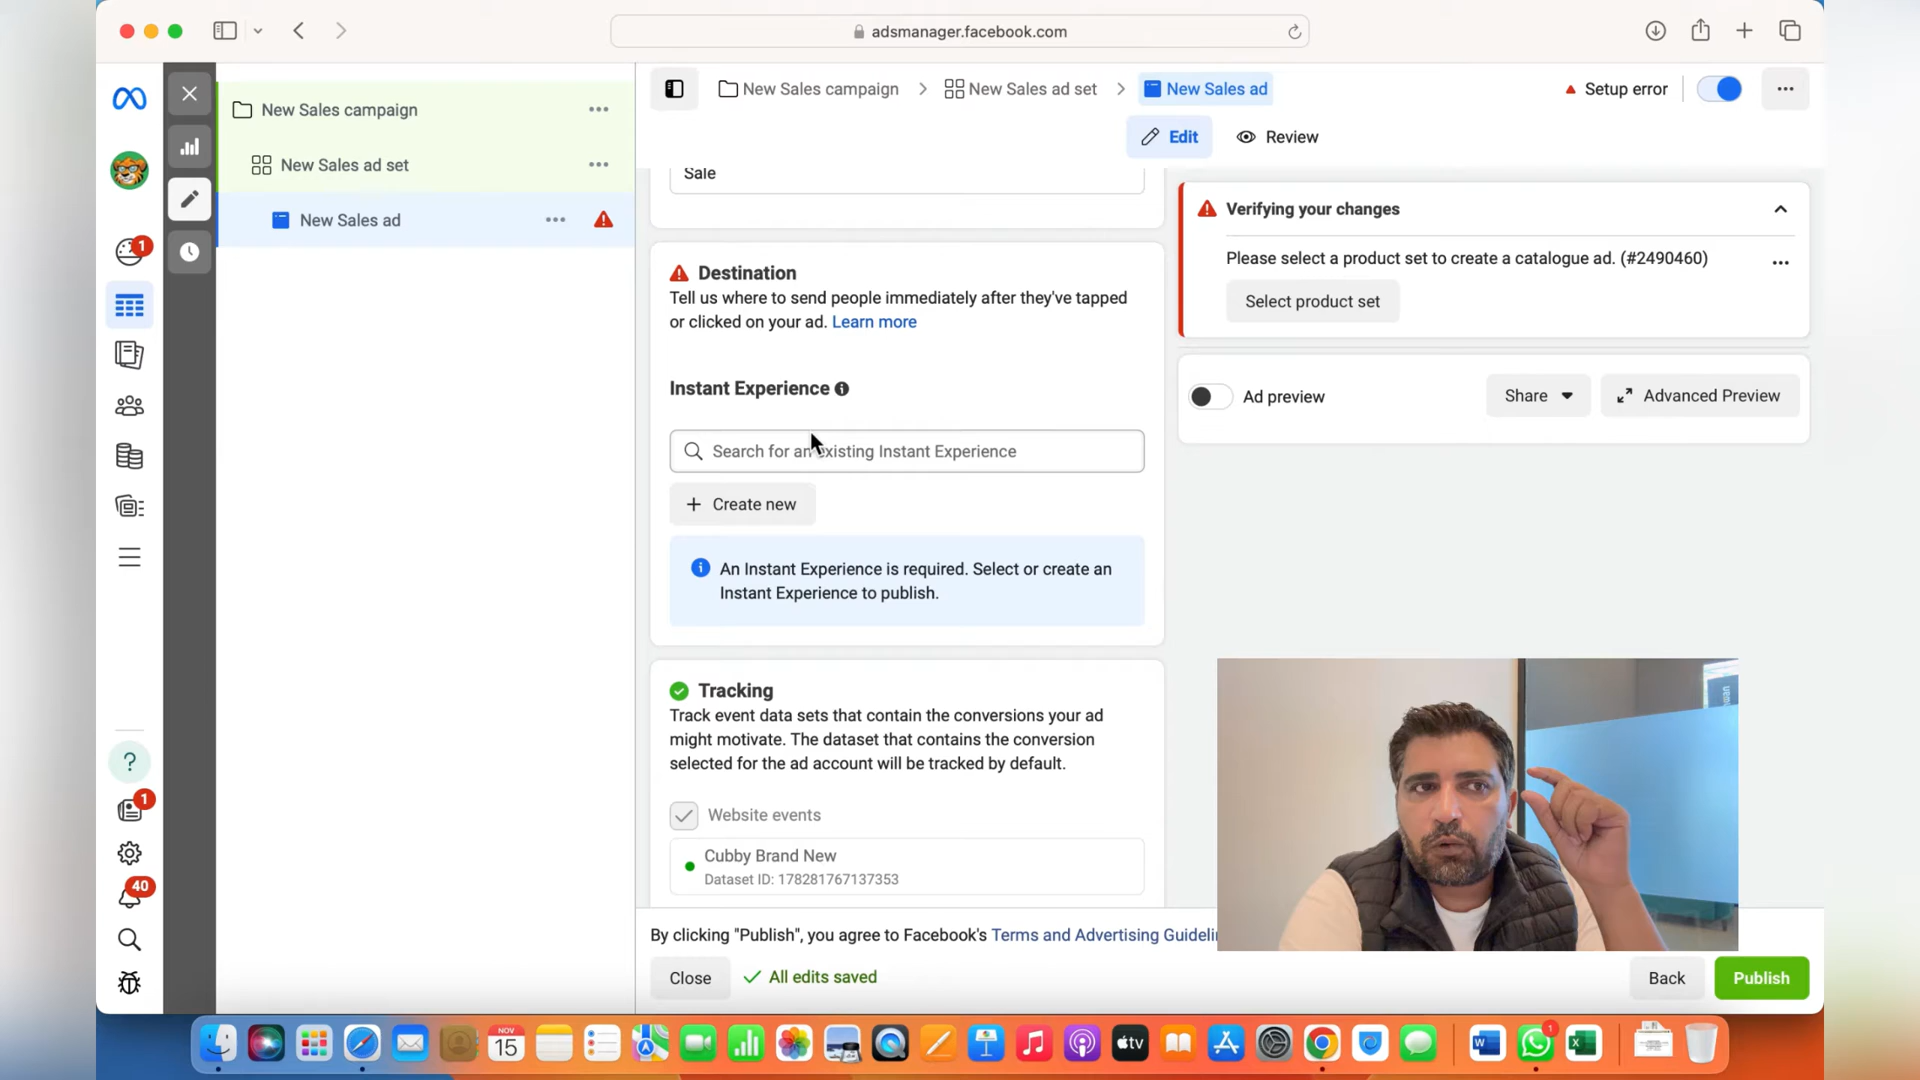 adsmanager.facebook.com
New Sales campaign
New Sales ad set
New Sales ad
New Sales campaign
New Sales ad set
New Sales ad
Setup error
Edit
Review
Sale
Destination
Tell us where to send people immediately after they've tapped
or clicked on your ad. Learn more
Instant Experience
Search for an existing Instant Experience
Create new
An Instant Experience is required. Select or create an
Instant Experience to publish.
Tracking
Track event data sets that contain the conversions your ad
might motivate. The dataset that contains the conversion
selected for the ad account will be tracked by default.
Website events
Cubby Brand New
Dataset ID: 178281767137353
Verifying your changes
Please select a product set to create a catalogue ad. (#2490460)
Select product set
Ad preview
Share
Advanced Preview
By clicking "Publish", you agree to Facebook's Terms and Advertising
Close
All edits saved
Back
Publish
1
1
40
NOV
15
tv
W
1
X